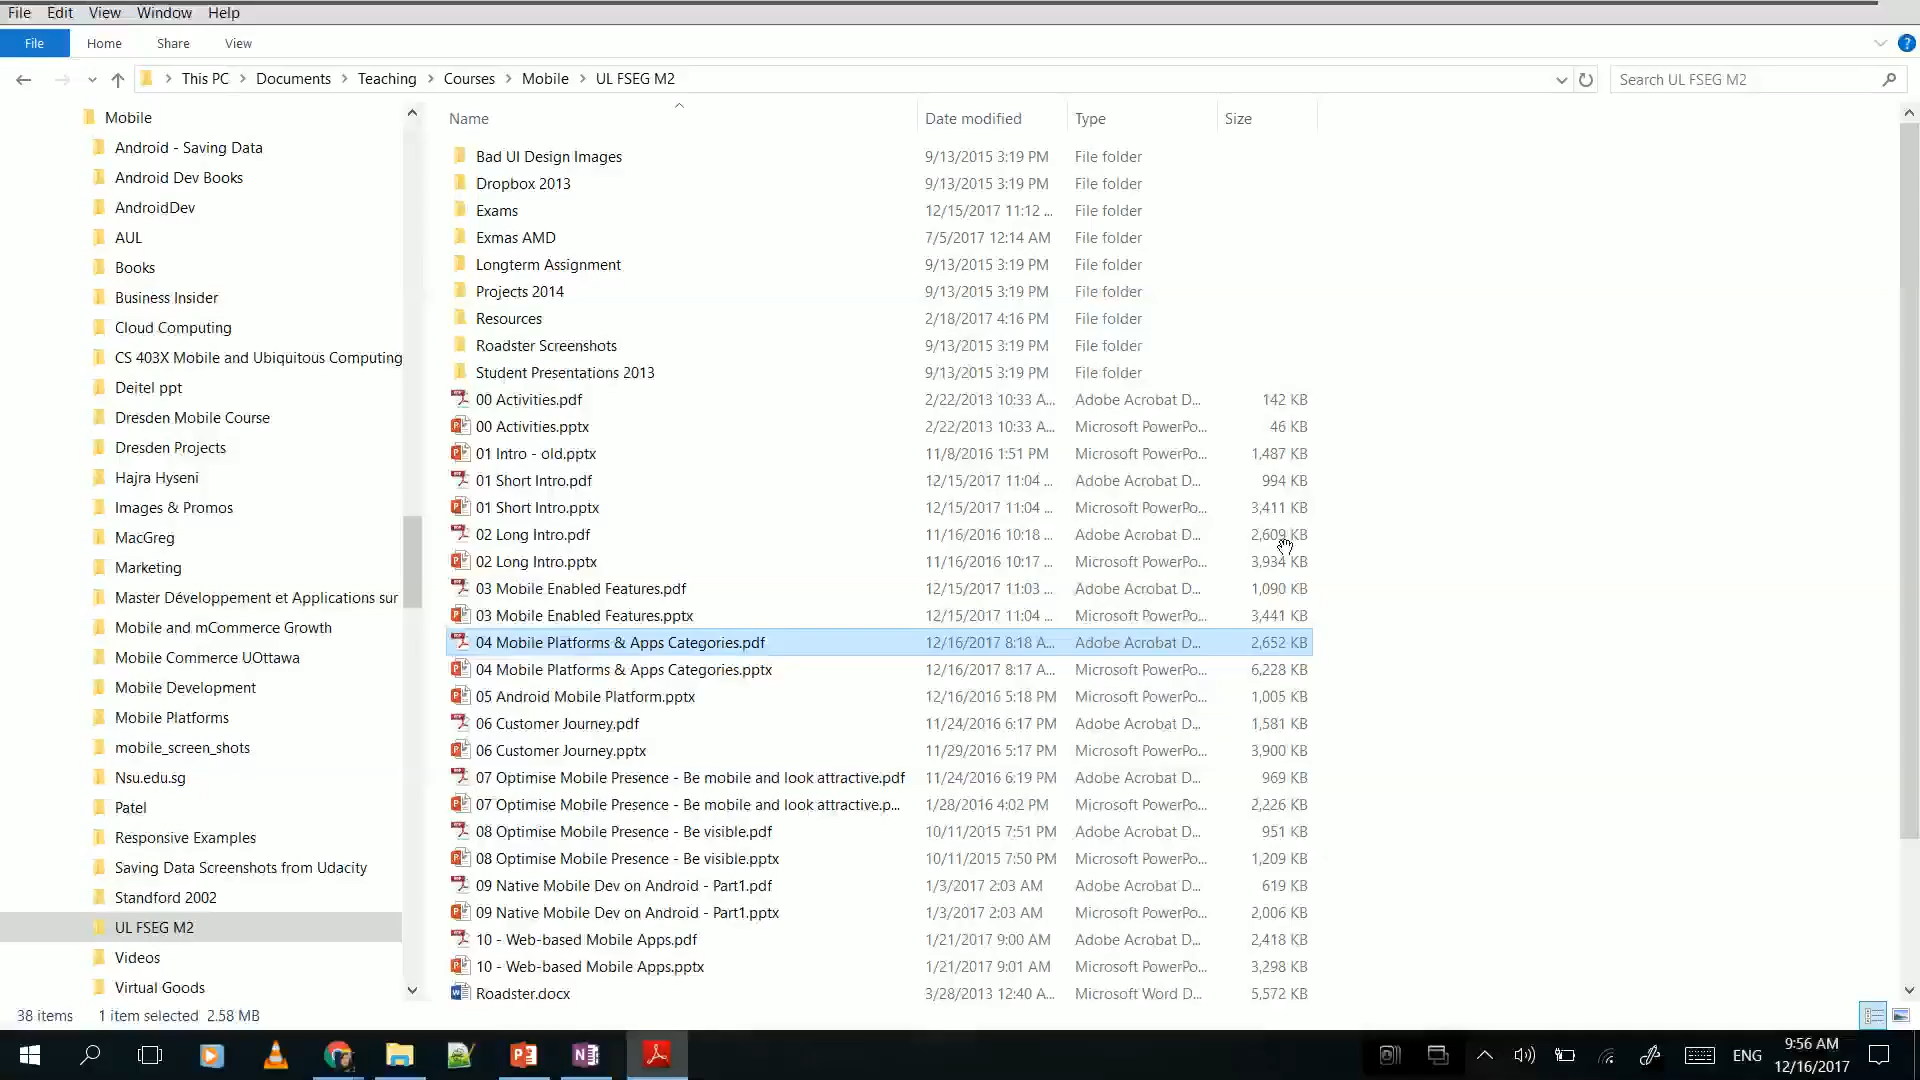 File Edit View Window Help
File Home Share View
This PC Documents Teaching Courses Mobile UL FSEG M2 Search UL FSEG M2
Mobile
Android - Saving Data
Android Dev Books
AndroidDev
AUL
Books
Business Insider
Cloud Computing
CS 403X Mobile and Ubiquitous Computing
Deitel ppt
Dresden Mobile Course
Dresden Projects
Hajra Hyseni
Images & Promos
MacGreg
Marketing
Master Développement et Applications sur
Mobile and mCommerce Growth
Mobile Commerce UOttawa
Mobile Development
Mobile Platforms
mobile_screen_shots
Nsu.edu.sg
Patel
Responsive Examples
Saving Data Screenshots from Udacity
Standford 2002
UL FSEG M2
Videos
Virtual Goods
Name Date modified Type Size
Bad UI Design Images 9/13/2015 3:19 PM File folder
Dropbox 2013 9/13/2015 3:19 PM File folder
Exams 12/15/2017 11:12 ... File folder
Exmas AMD 7/5/2017 12:14 AM File folder
Longterm Assignment 9/13/2015 3:19 PM File folder
Projects 2014 9/13/2015 3:19 PM File folder
Resources 2/18/2017 4:16 PM File folder
Roadster Screenshots 9/13/2015 3:19 PM File folder
Student Presentations 2013 9/13/2015 3:19 PM File folder
00 Activities.pdf 2/22/2013 10:33 A... Adobe Acrobat D... 142 KB
00 Activities.pptx 2/22/2013 10:33 A... Microsoft PowerPo... 46 KB
01 Intro - old.pptx 11/8/2016 1:51 PM Microsoft PowerPo... 1,487 KB
01 Short Intro.pdf 12/15/2017 11:04 ... Adobe Acrobat D... 994 KB
01 Short Intro.pptx 12/15/2017 11:04 ... Microsoft PowerPo... 3,411 KB
02 Long Intro.pdf 11/16/2016 10:18 ... Adobe Acrobat D... 2,609 KB
02 Long Intro.pptx 11/16/2016 10:17 ... Microsoft PowerPo... 3,934 KB
03 Mobile Enabled Features.pdf 12/15/2017 11:03 ... Adobe Acrobat D... 1,090 KB
03 Mobile Enabled Features.pptx 12/15/2017 11:04 ... Microsoft PowerPo... 3,441 KB
04 Mobile Platforms & Apps Categories.pdf 12/16/2017 8:18 A... Adobe Acrobat D... 2,652 KB
04 Mobile Platforms & Apps Categories.pptx 12/16/2017 8:17 A... Microsoft PowerPo... 6,228 KB
05 Android Mobile Platform.pptx 12/16/2016 5:18 PM Microsoft PowerPo... 1,005 KB
06 Customer Journey.pdf 11/24/2016 6:17 PM Adobe Acrobat D... 1,581 KB
06 Customer Journey.pptx 11/29/2016 5:17 PM Microsoft PowerPo... 3,900 KB
07 Optimise Mobile Presence - Be mobile and look attractive.pdf 11/24/2016 6:19 PM Adobe Acrobat D... 969 KB
07 Optimise Mobile Presence - Be mobile and look attractive.p... 1/28/2016 4:02 PM Microsoft PowerPo... 2,226 KB
08 Optimise Mobile Presence - Be visible.pdf 10/11/2015 7:51 PM Adobe Acrobat D... 951 KB
08 Optimise Mobile Presence - Be visible.pptx 10/11/2015 7:50 PM Microsoft PowerPo... 1,209 KB
09 Native Mobile Dev on Android - Part1.pdf 1/3/2017 2:03 AM Adobe Acrobat D... 619 KB
09 Native Mobile Dev on Android - Part1.pptx 1/3/2017 2:03 AM Microsoft PowerPo... 2,006 KB
10 - Web-based Mobile Apps.pdf 1/21/2017 9:00 AM Adobe Acrobat D... 2,418 KB
10 - Web-based Mobile Apps.pptx 1/21/2017 9:01 AM Microsoft PowerPo... 3,298 KB
Roadster.docx 3/28/2013 12:40 A... Microsoft Word D... 5,572 KB
38 items 1 item selected 2.58 MB
ENG 9:56 AM
12/16/2017